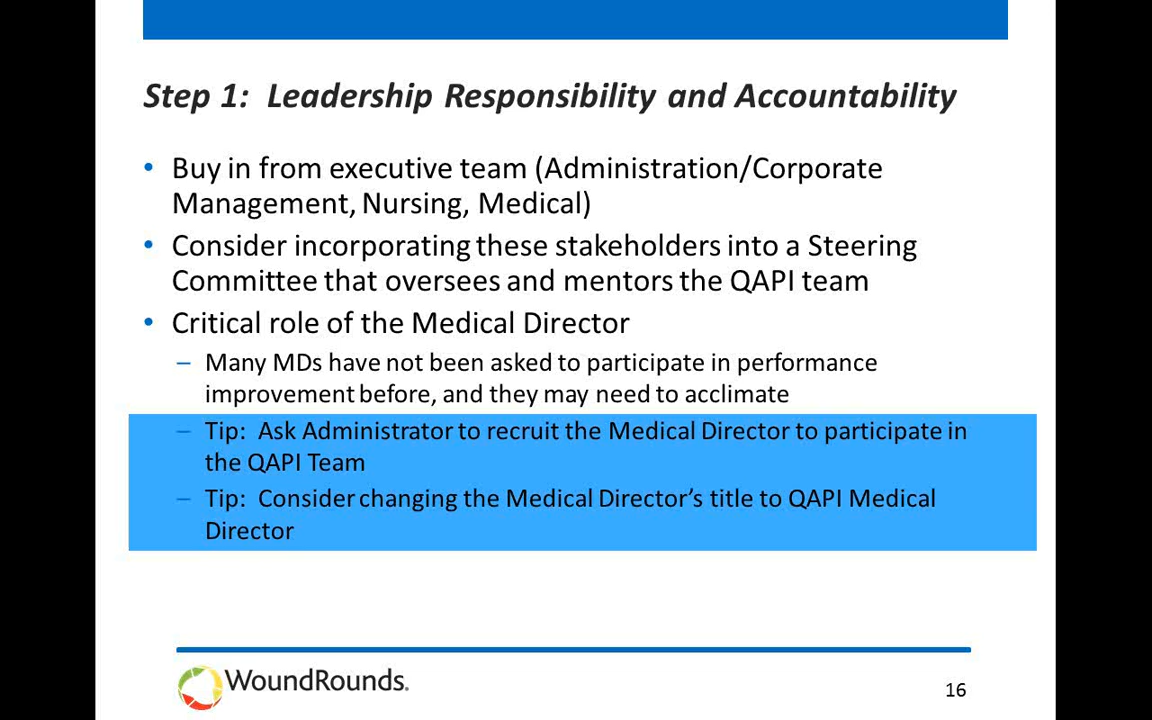 Step 1:  Leadership Responsibility and Accountability
• Buy in from executive team (Administration/Corporate
Management, Nursing, Medical)
• Consider incorporating these stakeholders into a Steering
Committee that oversees and mentors the QAPI team
• Critical role of the Medical Director
– Many MDs have not been asked to participate in performance
improvement before, and they may need to acclimate
– Tip:  Ask Administrator to recruit the Medical Director to participate in
the QAPI Team
– Tip:  Consider changing the Medical Director’s title to QAPI Medical
Director
WoundRounds.
16